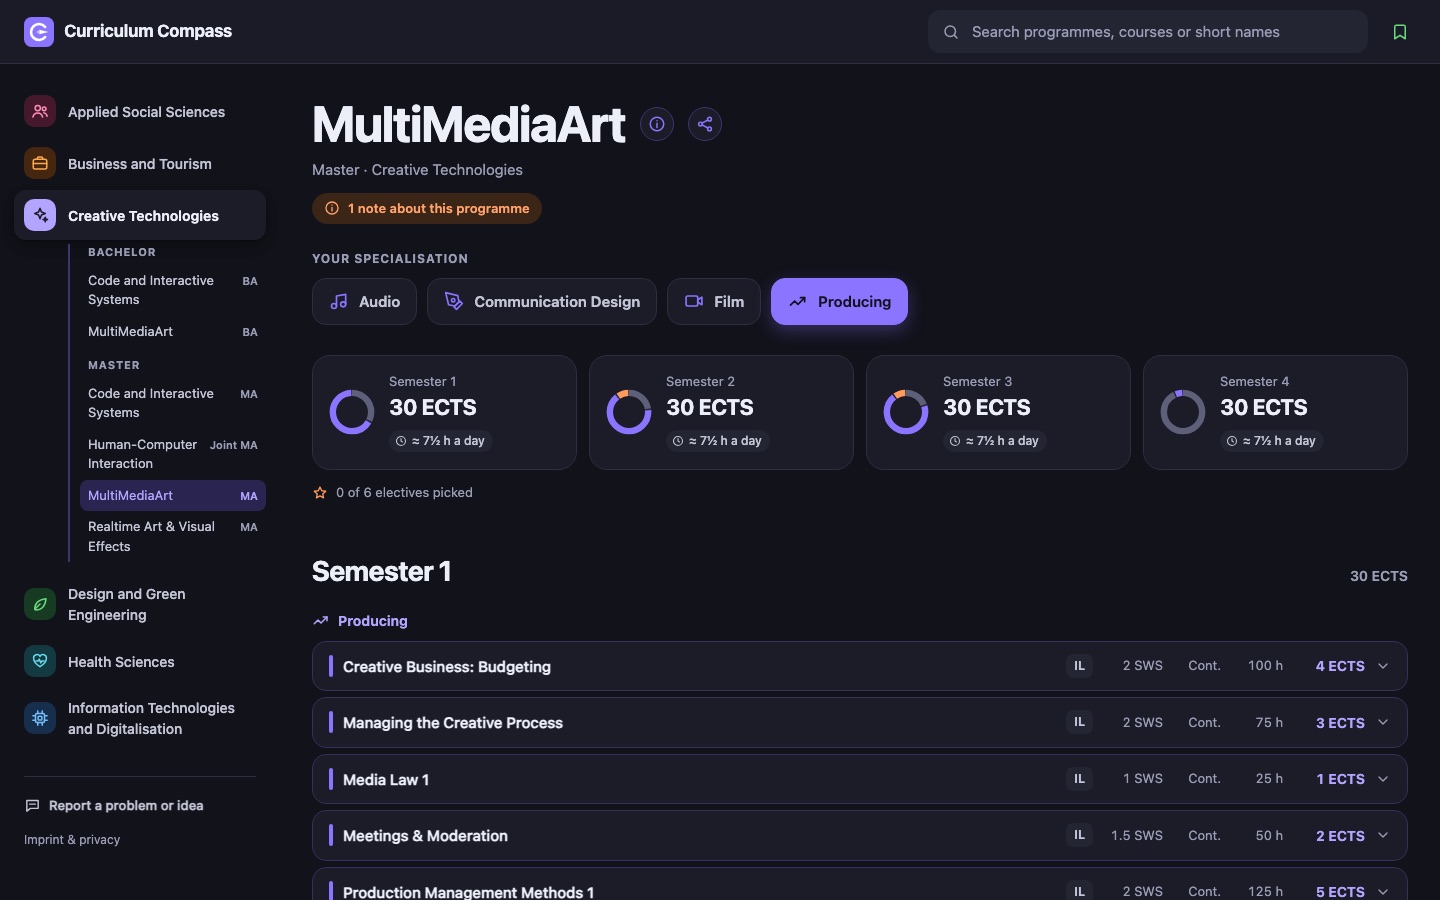 Curriculum Compass
Search programmes, courses or short names
Applied Social Sciences
Business and Tourism
Creative Technologies
BACHELOR
Code and Interactive Systems BA
MultiMediaArt BA
MASTER
Code and Interactive Systems MA
Human-Computer Interaction Joint MA
MultiMediaArt MA
Realtime Art & Visual Effects MA
Design and Green Engineering
Health Sciences
Information Technologies and Digitalisation
Report a problem or idea
Imprint & privacy
MultiMediaArt
Master · Creative Technologies
1 note about this programme
YOUR SPECIALISATION
Audio
Communication Design
Film
Producing
Semester 1
30 ECTS
≈ 7½ h a day
Semester 2
30 ECTS
≈ 7½ h a day
Semester 3
30 ECTS
≈ 7½ h a day
Semester 4
30 ECTS
≈ 7½ h a day
0 of 6 electives picked
Semester 1 30 ECTS
Producing
Creative Business: Budgeting IL 2 SWS Cont. 100 h 4 ECTS
Managing the Creative Process IL 2 SWS Cont. 75 h 3 ECTS
Media Law 1 IL 1 SWS Cont. 25 h 1 ECTS
Meetings & Moderation IL 1.5 SWS Cont. 50 h 2 ECTS
Production Management Methods 1 IL 2 SWS Cont. 125 h 5 ECTS